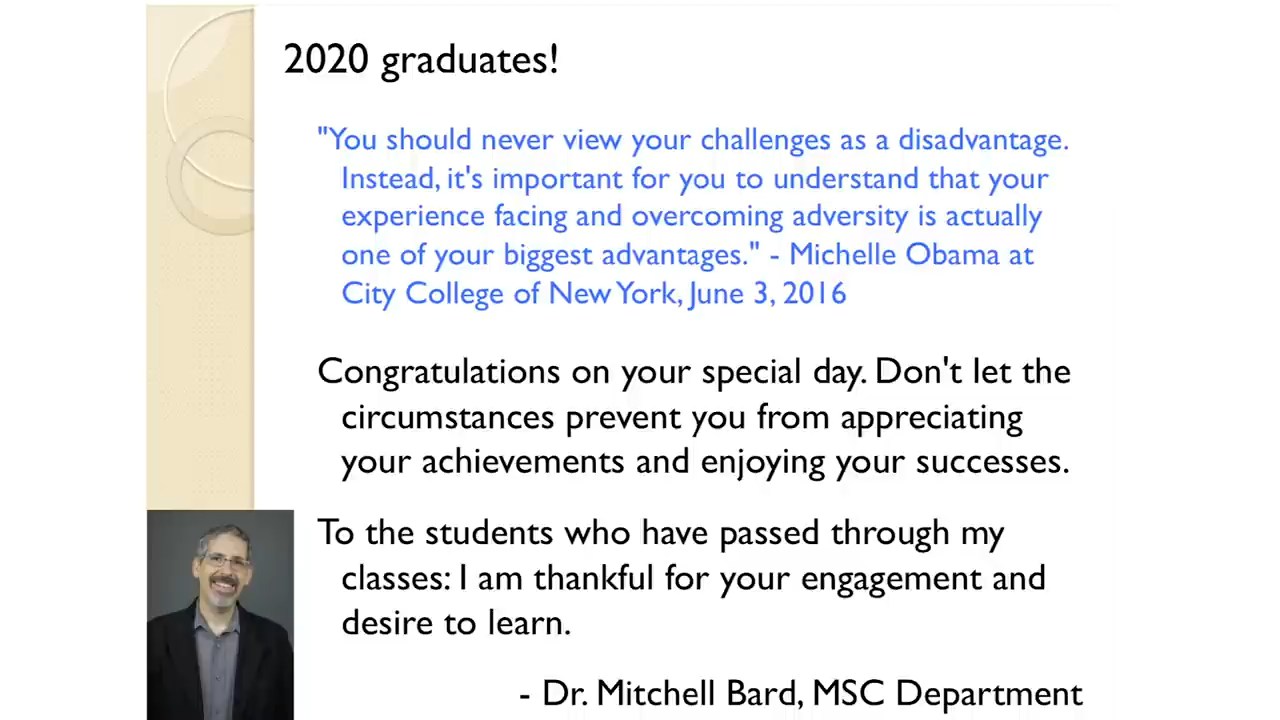 2020 graduates!
"You should never view your challenges as a disadvantage.
Instead, it's important for you to understand that your
experience facing and overcoming adversity is actually
one of your biggest advantages." - Michelle Obama at
City College of New York, June 3, 2016
Congratulations on your special day. Don't let the
circumstances prevent you from appreciating
your achievements and enjoying your successes.
To the students who have passed through my
classes: I am thankful for your engagement and
desire to learn.
- Dr. Mitchell Bard, MSC Department